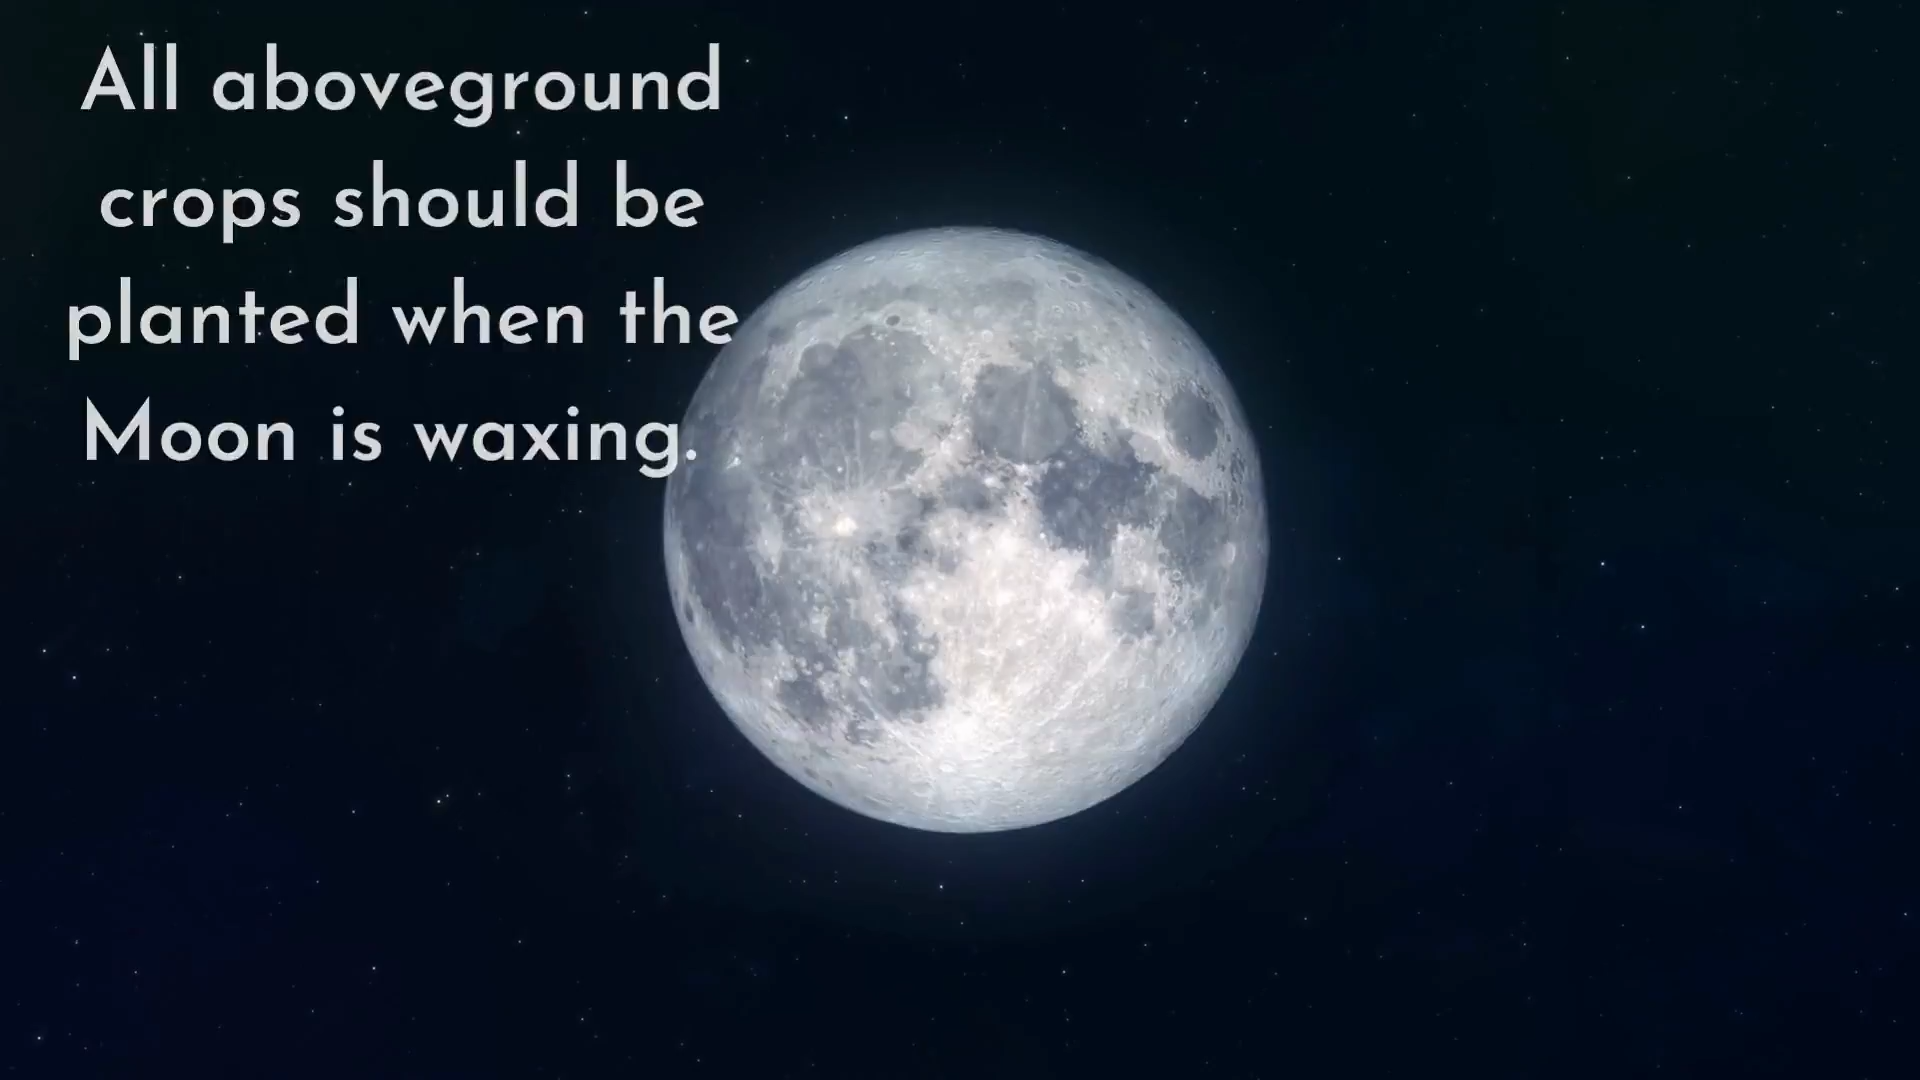 All aboveground
crops should be
planted when the
Moon is waxing.